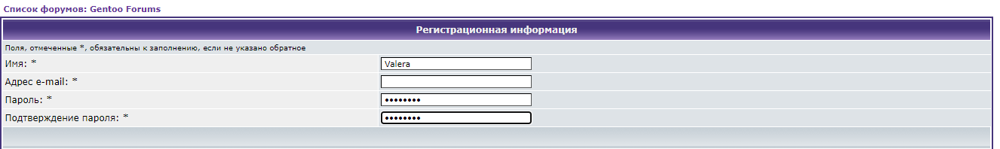 Список форумов: Gentoo Forums
Регистрационная информация
Поля, отмеченные *, обязательны к заполнению, если не указано обратное
Имя: * Valera
Адрес e-mail: *
Пароль: * ••••••••
Подтверждение пароля: * ••••••••